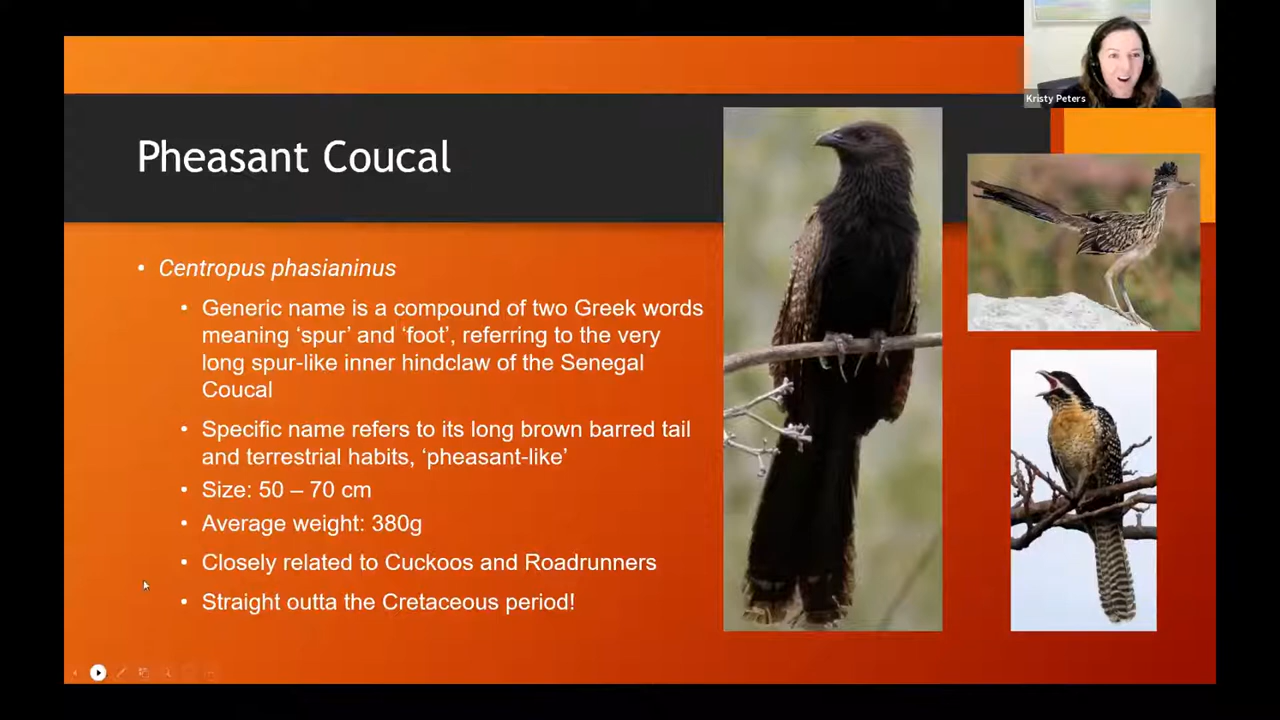 Kristy Peters
Pheasant Coucal
• Centropus phasianinus
• Generic name is a compound of two Greek words
meaning ‘spur’ and ‘foot’, referring to the very
long spur-like inner hindclaw of the Senegal
Coucal
• Specific name refers to its long brown barred tail
and terrestrial habits, ‘pheasant-like’
• Size: 50 – 70 cm
• Average weight: 380g
• Closely related to Cuckoos and Roadrunners
• Straight outta the Cretaceous period!